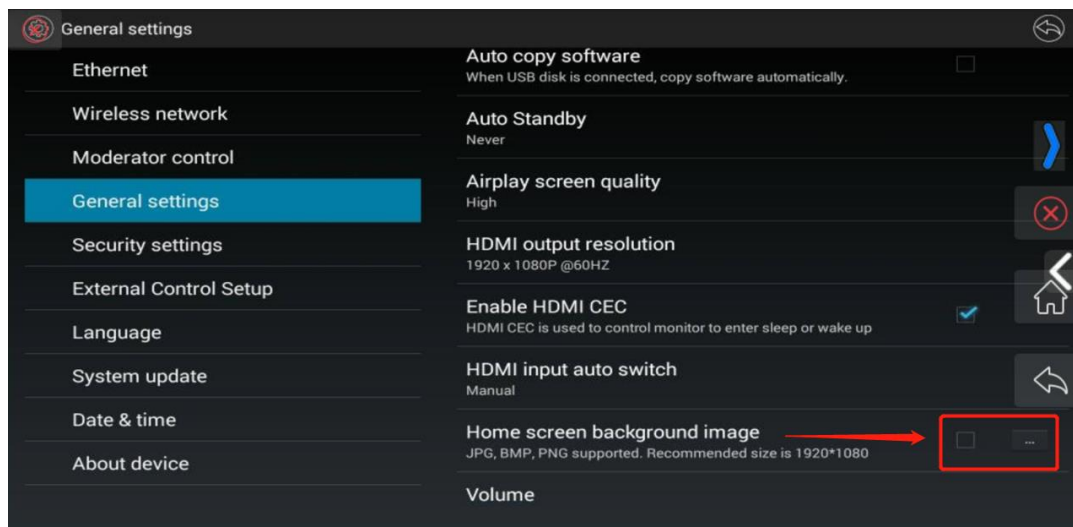 General settings
Ethernet
Wireless network
Moderator control
General settings
Security settings
External Control Setup
Language
System update
Date & time
About device
Auto copy software
When USB disk is connected, copy software automatically.
Auto Standby
Never
Airplay screen quality
High
HDMI output resolution
1920 x 1080P @60HZ
Enable HDMI CEC
HDMI CEC is used to control monitor to enter sleep or wake up
HDMI input auto switch
Manual
Home screen background image
JPG, BMP, PNG supported. Recommended size is 1920*1080
...
Volume